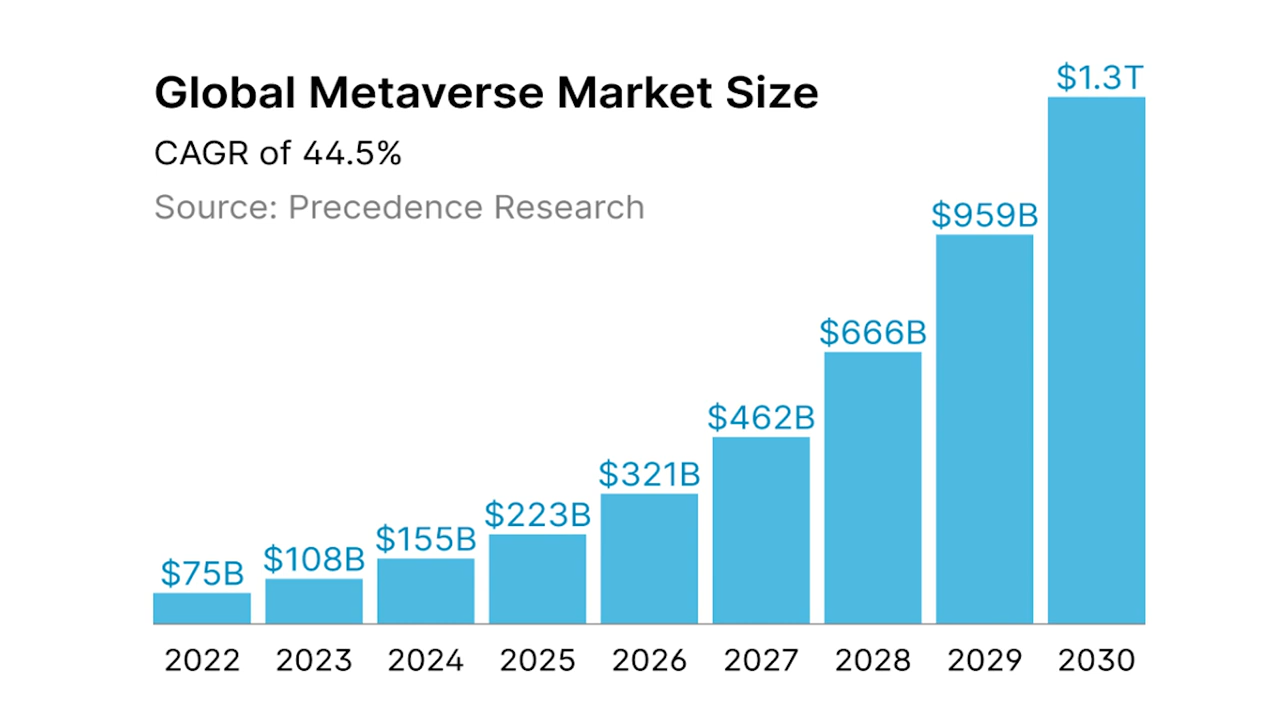 Global Metaverse Market Size
CAGR of 44.5%
Source: Precedence Research
$75B
$108B
$155B
$223B
$321B
$462B
$666B
$959B
$1.3T
2022 2023 2024 2025 2026 2027 2028 2029 2030